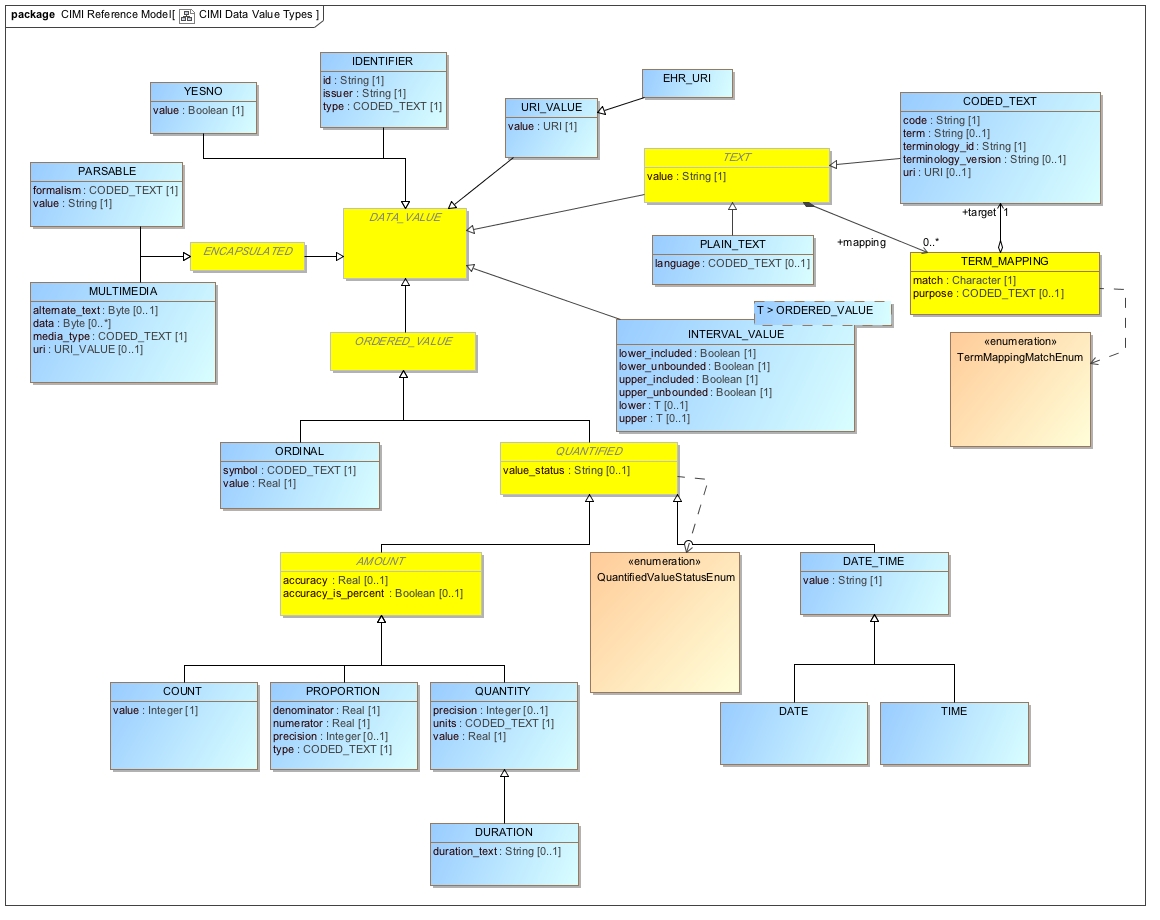 package CIMI Reference Model[ CIMI Data Value Types ]
IDENTIFIER
id : String [1]
issuer : String [1]
type : CODED_TEXT [1]
YESNO
value : Boolean [1]
URI_VALUE
value : URI [1]
EHR_URI
CODED_TEXT
code : String [1]
term : String [0..1]
terminology_id : String [1]
terminology_version : String [0..1]
uri : URI [0..1]
PARSABLE
formalism : CODED_TEXT [1]
value : String [1]
TEXT
value : String [1]
DATA_VALUE
ENCAPSULATED
PLAIN_TEXT
language : CODED_TEXT [0..1]
+target 1
+mapping
0..*
TERM_MAPPING
match : Character [1]
purpose : CODED_TEXT [0..1]
MULTIMEDIA
alternate_text : Byte [0..1]
data : Byte [0..*]
media_type : CODED_TEXT [1]
uri : URI_VALUE [0..1]
ORDERED_VALUE
T > ORDERED_VALUE
INTERVAL_VALUE
lower_included : Boolean [1]
lower_unbounded : Boolean [1]
upper_included : Boolean [1]
upper_unbounded : Boolean [1]
lower : T [0..1]
upper : T [0..1]
«enumeration»
TermMappingMatchEnum
ORDINAL
symbol : CODED_TEXT [1]
value : Real [1]
QUANTIFIED
value_status : String [0..1]
AMOUNT
accuracy : Real [0..1]
accuracy_is_percent : Boolean [0..1]
«enumeration»
QuantifiedValueStatusEnum
DATE_TIME
value : String [1]
COUNT
value : Integer [1]
PROPORTION
denominator : Real [1]
numerator : Real [1]
precision : Integer [0..1]
type : CODED_TEXT [1]
QUANTITY
precision : Integer [0..1]
units : CODED_TEXT [1]
value : Real [1]
DATE
TIME
DURATION
duration_text : String [0..1]